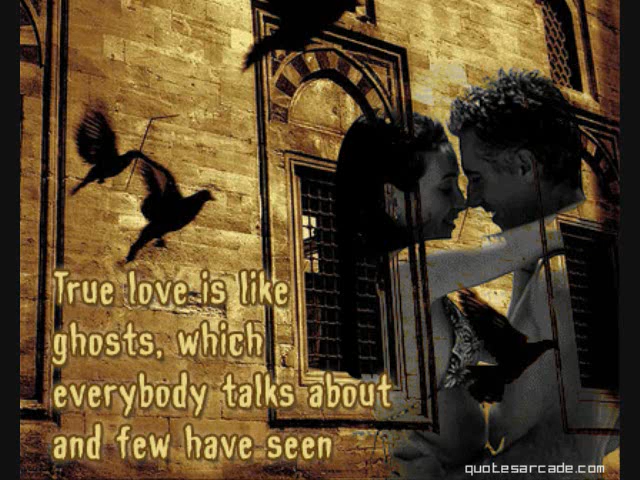 True love is like
ghosts, which
everybody talks about
and few have seen
quotesarcade.com